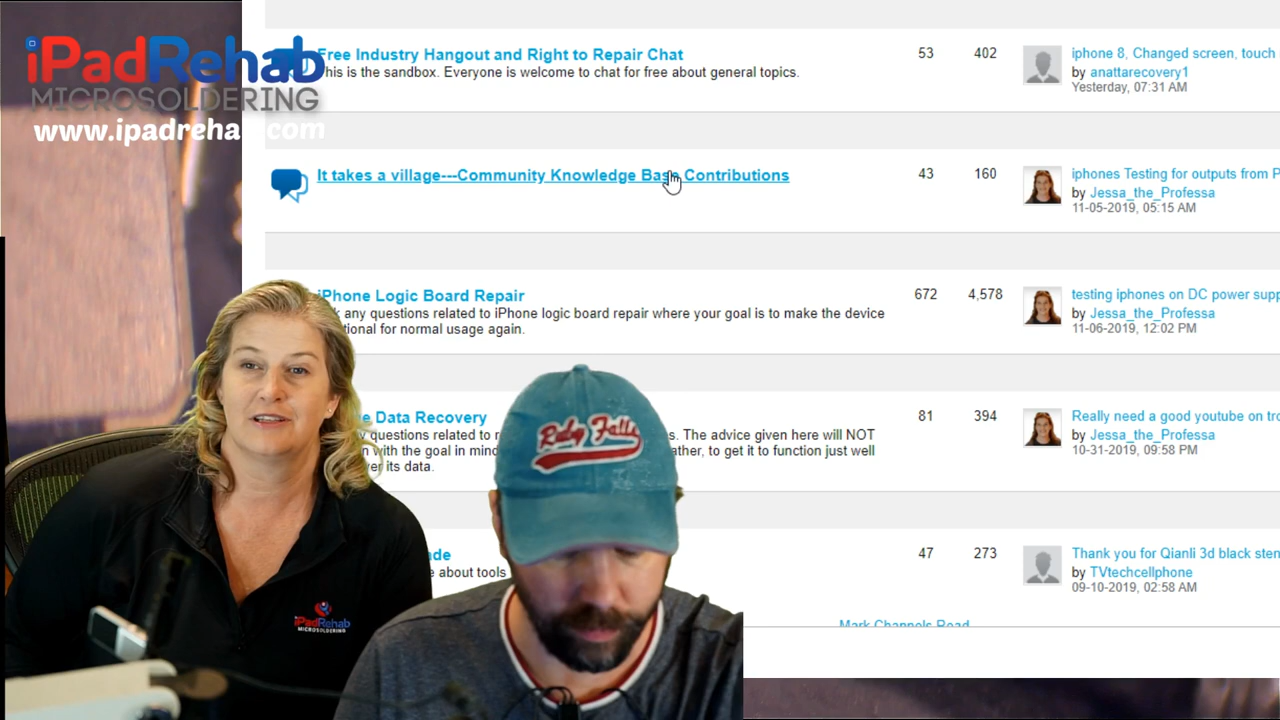 iPadRehab
MICROSOLDERING
www.ipadrehab.com
Free Industry Hangout and Right to Repair Chat
This is the sandbox. Everyone is welcome to chat for free about general topics.
53 402
iphone 8, Changed screen, touch
by anattarecovery1
Yesterday, 07:31 AM
It takes a village---Community Knowledge Base Contributions
43 160
iphones Testing for outputs from P
by Jessa_the_Professa
11-05-2019, 05:15 AM
iPhone Logic Board Repair
any questions related to iPhone logic board repair where your goal is to make the device
tional for normal usage again.
672 4,578
testing iphones on DC power supp
by Jessa_the_Professa
11-06-2019, 12:02 PM
e Data Recovery
y questions related to r s. The advice given here will NOT
n with the goal in min ather, to get it to function just well
ver its data.
81 394
Really need a good youtube on tro
by Jessa_the_Professa
10-31-2019, 09:58 PM
ade
e about tools
47 273
Thank you for Qianli 3d black sten
by TVtechcellphone
09-10-2019, 02:58 AM
Mark Channels Read
Ruby Falls
iPadRehab
MICROSOLDERING